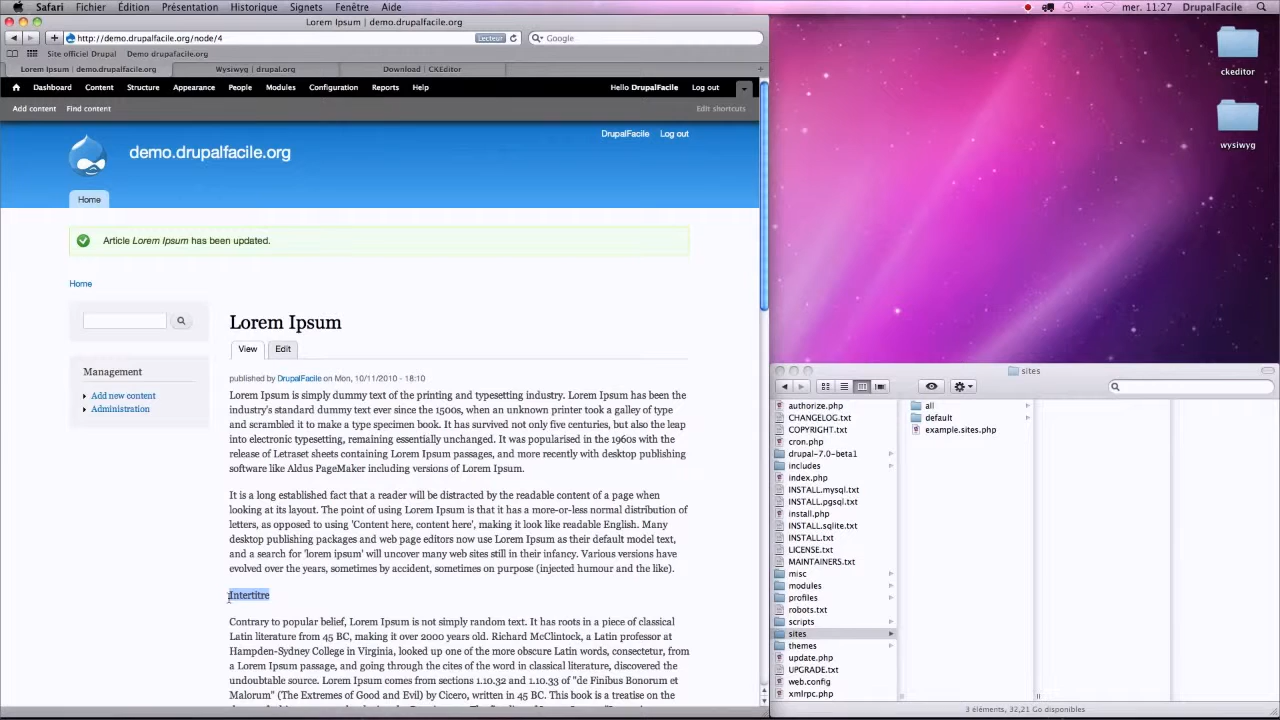 Safari Fichier Édition Présentation Historique Signets Fenêtre Aide mer. 11:27 DrupalFacile
Lorem Ipsum | demo.drupalfacile.org
http://demo.drupalfacile.org/node/4 Lecteur Google
Site officiel Drupal Demo drupafacile.org
Lorem Ipsum | demo.drupalfacile.org Wysiwyg | drupal.org Download | CKEditor
Dashboard Content Structure Appearance People Modules Configuration Reports Help Hello DrupalFacile Log out
Add content Find content Edit shortcuts
DrupalFacile Log out
demo.drupalfacile.org
Home
Article Lorem Ipsum has been updated.
Home
Lorem Ipsum
View Edit
Management
Add new content
Administration
published by DrupalFacile on Mon, 10/11/2010 - 18:10
Lorem Ipsum is simply dummy text of the printing and typesetting industry. Lorem Ipsum has been the
industry's standard dummy text ever since the 1500s, when an unknown printer took a galley of type
and scrambled it to make a type specimen book. It has survived not only five centuries, but also the leap
into electronic typesetting, remaining essentially unchanged. It was popularised in the 1960s with the
release of Letraset sheets containing Lorem Ipsum passages, and more recently with desktop publishing
software like Aldus PageMaker including versions of Lorem Ipsum.
It is a long established fact that a reader will be distracted by the readable content of a page when
looking at its layout. The point of using Lorem Ipsum is that it has a more-or-less normal distribution of
letters, as opposed to using 'Content here, content here', making it look like readable English. Many
desktop publishing packages and web page editors now use Lorem Ipsum as their default model text,
and a search for 'lorem ipsum' will uncover many web sites still in their infancy. Various versions have
evolved over the years, sometimes by accident, sometimes on purpose (injected humour and the like).
Intertitre
Contrary to popular belief, Lorem Ipsum is not simply random text. It has roots in a piece of classical
Latin literature from 45 BC, making it over 2000 years old. Richard McClintock, a Latin professor at
Hampden-Sydney College in Virginia, looked up one of the more obscure Latin words, consectetur, from
a Lorem Ipsum passage, and going through the cites of the word in classical literature, discovered the
undoubtable source. Lorem Ipsum comes from sections 1.10.32 and 1.10.33 of "de Finibus Bonorum et
Malorum" (The Extremes of Good and Evil) by Cicero, written in 45 BC. This book is a treatise on the
ckeditor
wysiwyg
sites
authorize.php
CHANGELOG.txt
COPYRIGHT.txt
cron.php
drupal-7.0-beta1
includes
index.php
INSTALL.mysql.txt
INSTALL.pgsql.txt
install.php
INSTALL.sqlite.txt
INSTALL.txt
LICENSE.txt
MAINTAINERS.txt
misc
modules
profiles
robots.txt
scripts
sites
themes
update.php
UPGRADE.txt
web.config
xmlrpc.php
all
default
example.sites.php
3 éléments, 32,21 Go disponibles